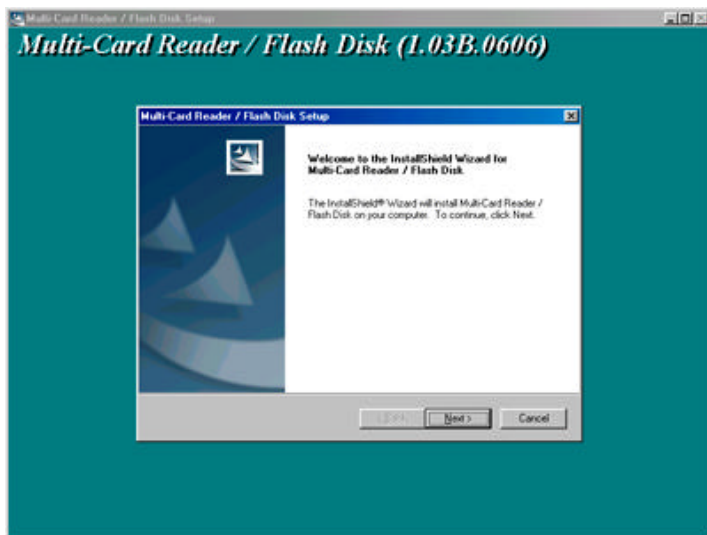 Multi-Card Reader / Flash Disk Setup
Multi-Card Reader / Flash Disk (1.03B.0606)
Multi-Card Reader / Flash Disk Setup
Welcome to the InstallShield Wizard for
Multi-Card Reader / Flash Disk
The InstallShield® Wizard will install Multi-Card Reader /
Flash Disk on your computer. To continue, click Next.
Next >
Cancel